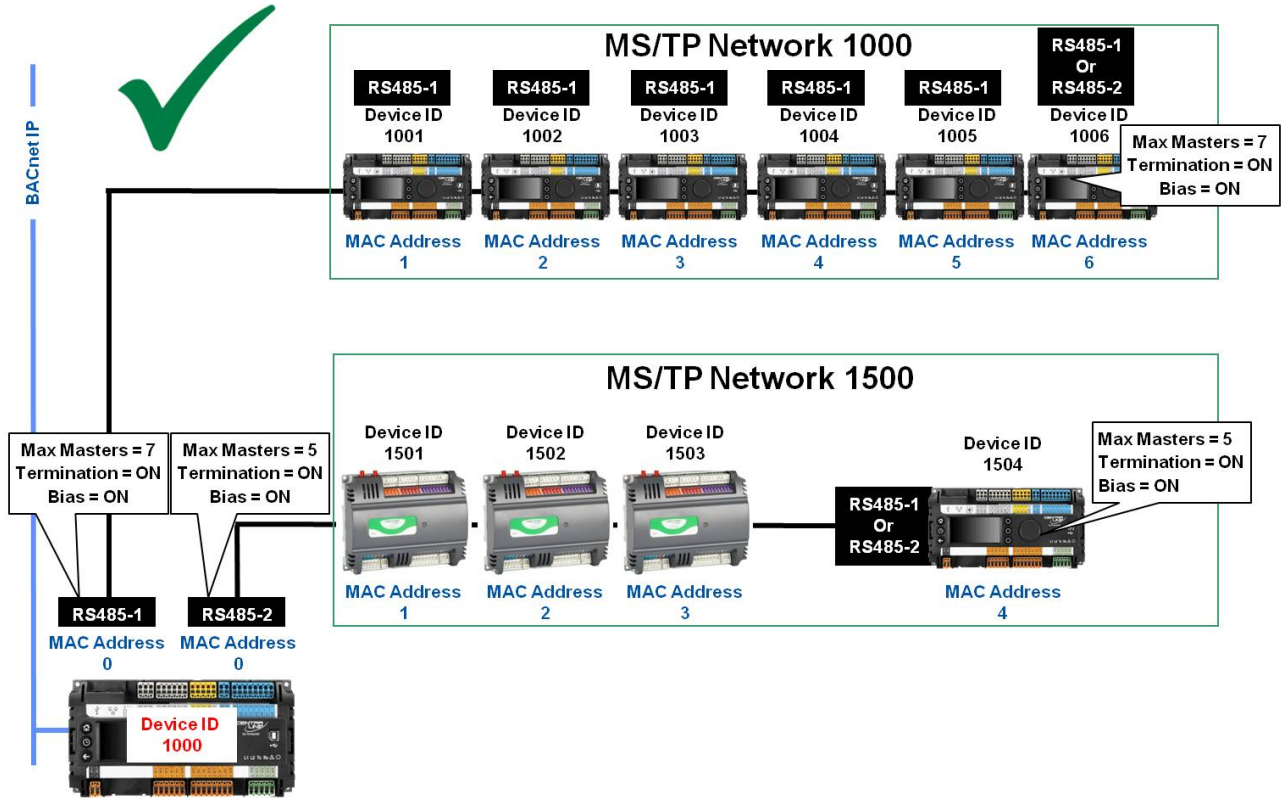 MS/TP Network 1000
RS485-1
RS485-1
RS485-1
RS485-1
RS485-1
RS485-1
Or
RS485-2
Device ID
1001
Device ID
1002
Device ID
1003
Device ID
1004
Device ID
1005
Device ID
1006
Max Masters = 7
Termination = ON
Bias = ON
MAC Address
1
MAC Address
2
MAC Address
3
MAC Address
4
MAC Address
5
MAC Address
6
BACnet IP
MS/TP Network 1500
Device ID
1501
Device ID
1502
Device ID
1503
Device ID
1504
Max Masters = 5
Termination = ON
Bias = ON
RS485-1
Or
RS485-2
MAC Address
1
MAC Address
2
MAC Address
3
MAC Address
4
Max Masters = 7
Termination = ON
Bias = ON
Max Masters = 5
Termination = ON
Bias = ON
RS485-1
RS485-2
MAC Address
0
MAC Address
0
Device ID
1000
CENTRA
LINE